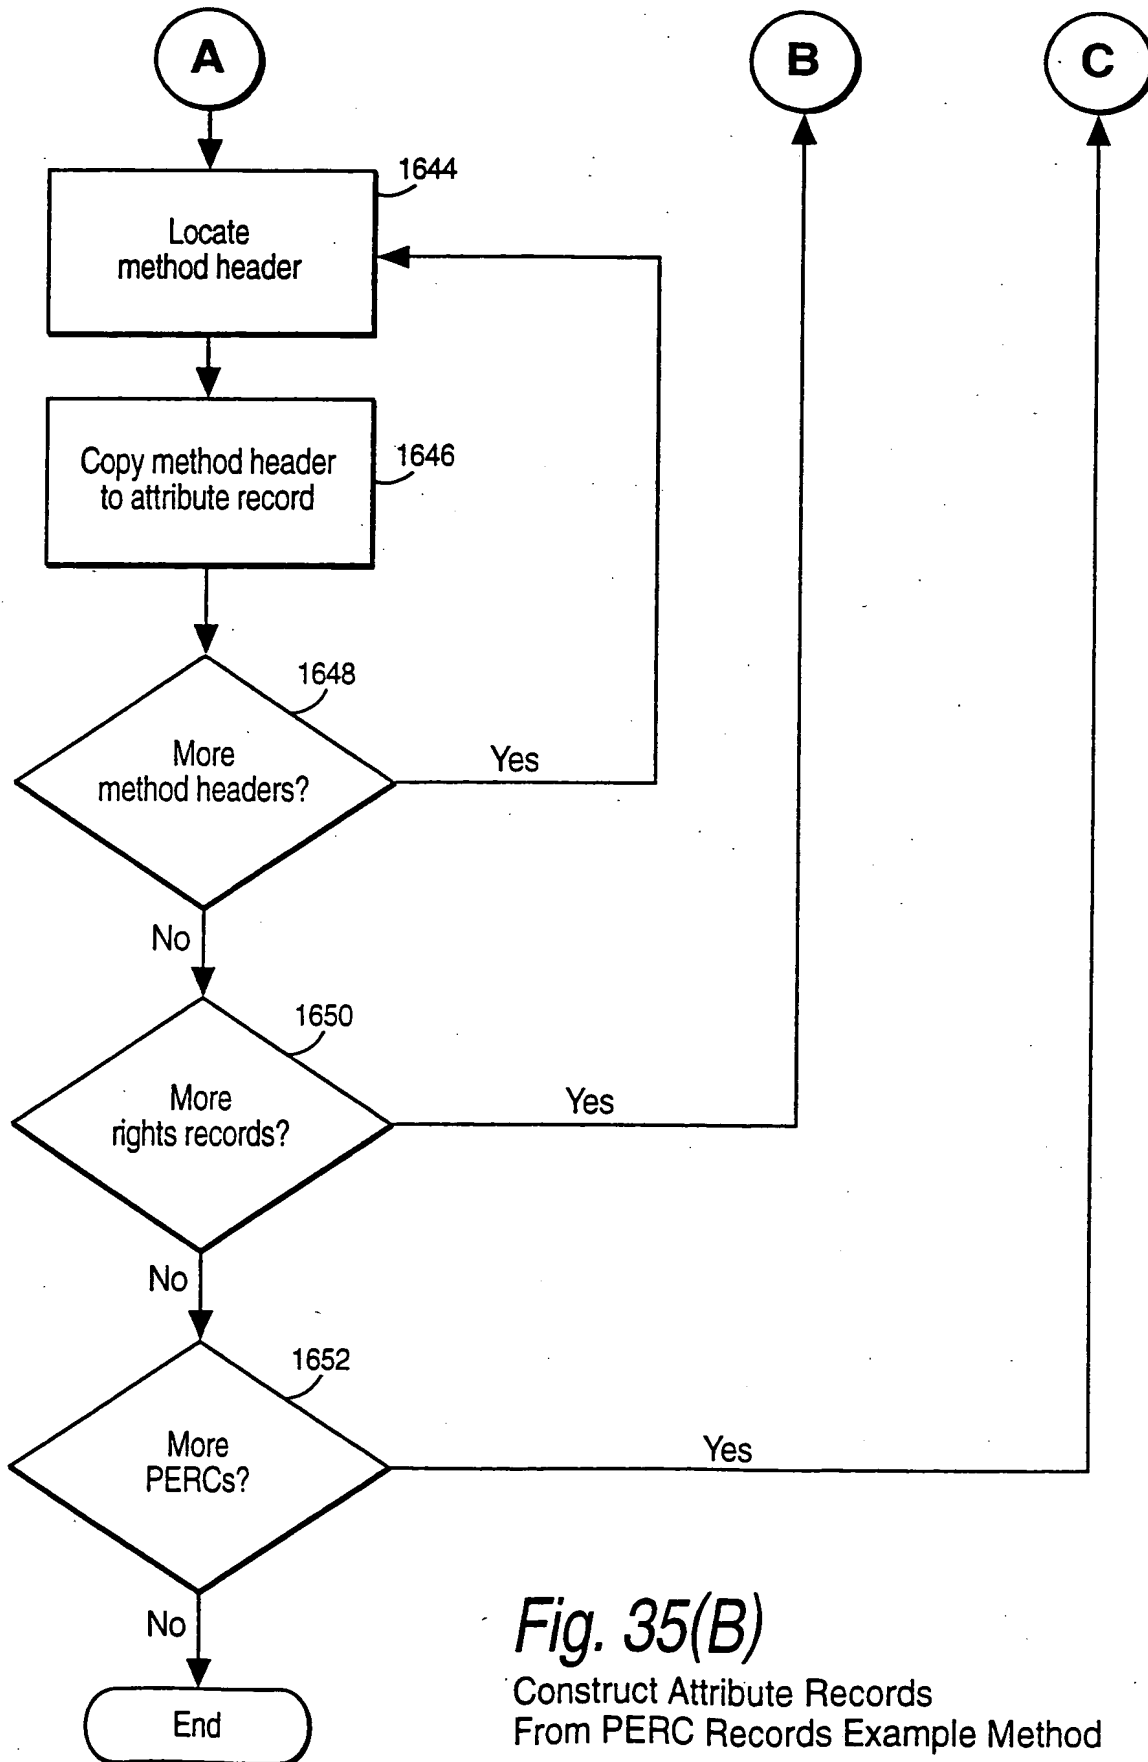 A
B
C
1644
Locate
method header
Copy method header
to attribute record
1646
1648
More
method headers?
Yes
No
1650
More
rights records?
Yes
No
1652
More
PERCs?
Yes
No
End
Fig. 35(B)
Construct Attribute Records
From PERC Records Example Method